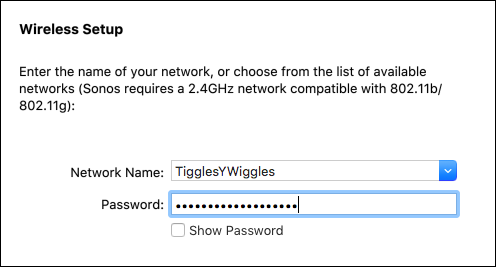 Wireless Setup
Enter the name of your network, or choose from the list of available
networks (Sonos requires a 2.4GHz network compatible with 802.11b/
802.11g):
Network Name: TigglesYWiggles
Password: •••••••••••••••••••
Show Password